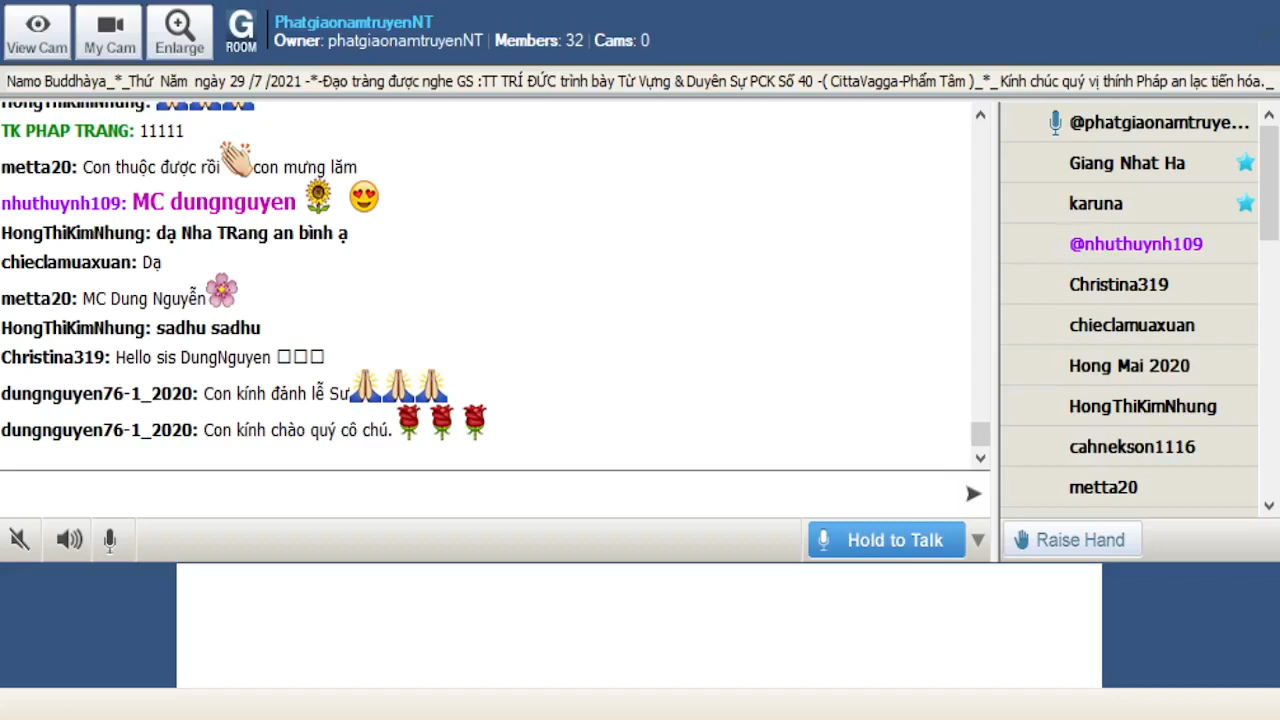 View Cam
My Cam
Enlarge
G
ROOM
PhatgiaonamtruyenNT
Owner: phatgiaonamtruyenNT | Members: 32 | Cams: 0
Namo Buddhàya_*_Thứ Năm ngày 29 /7 /2021 -*-Đạo tràng được nghe GS :TT TRÍ ĐỨC trình bày Từ Vựng & Duyên Sự PCK Số 40 -( CittaVagga-Phẩm Tâm )_*_ Kính chúc quý vị thính Pháp an lạc tiến hóa._
HongThiKimNhung:
TK PHAP TRANG: 11111
metta20: Con thuộc được rồi con mưng lăm
nhuthuynh109: MC dungnguyen
HongThiKimNhung: dạ Nha TRang an bình ạ
chieclamuaxuan: Dạ
metta20: MC Dung Nguyễn
HongThiKimNhung: sadhu sadhu
Christina319: Hello sis DungNguyen
dungnguyen76-1_2020: Con kính đảnh lễ Sư
dungnguyen76-1_2020: Con kính chào quý cô chú.
Hold to Talk
@phatgiaonamtruye...
Giang Nhat Ha
karuna
@nhuthuynh109
Christina319
chieclamuaxuan
Hong Mai 2020
HongThiKimNhung
cahnekson1116
metta20
Raise Hand